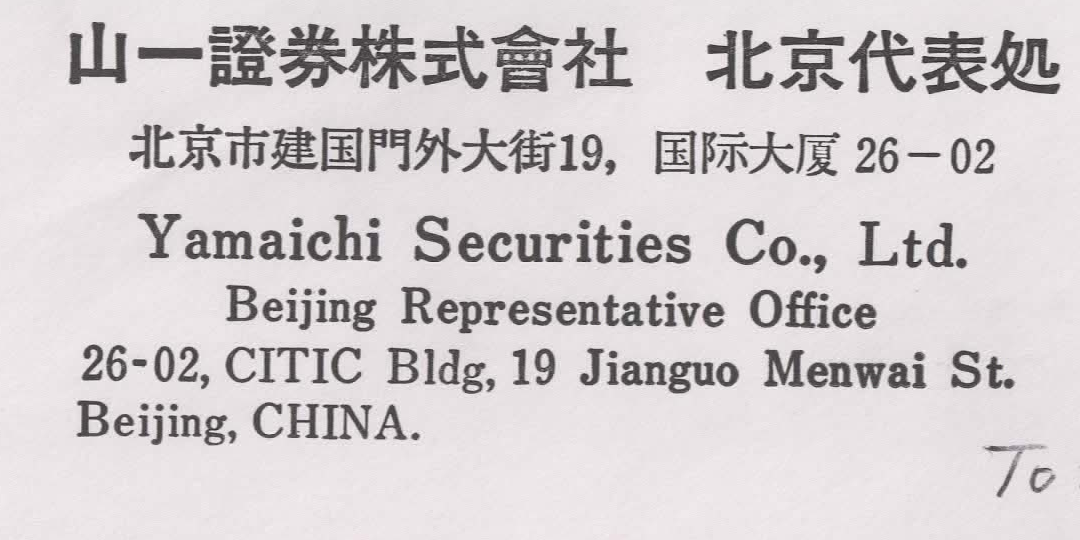 山一證券株式會社　北京代表処
北京市建国門外大街19, 国际大厦 26－02
Yamaichi Securities Co., Ltd.
Beijing Representative Office
26-02, CITIC Bldg, 19 Jianguo Menwai St.
Beijing, CHINA.
To